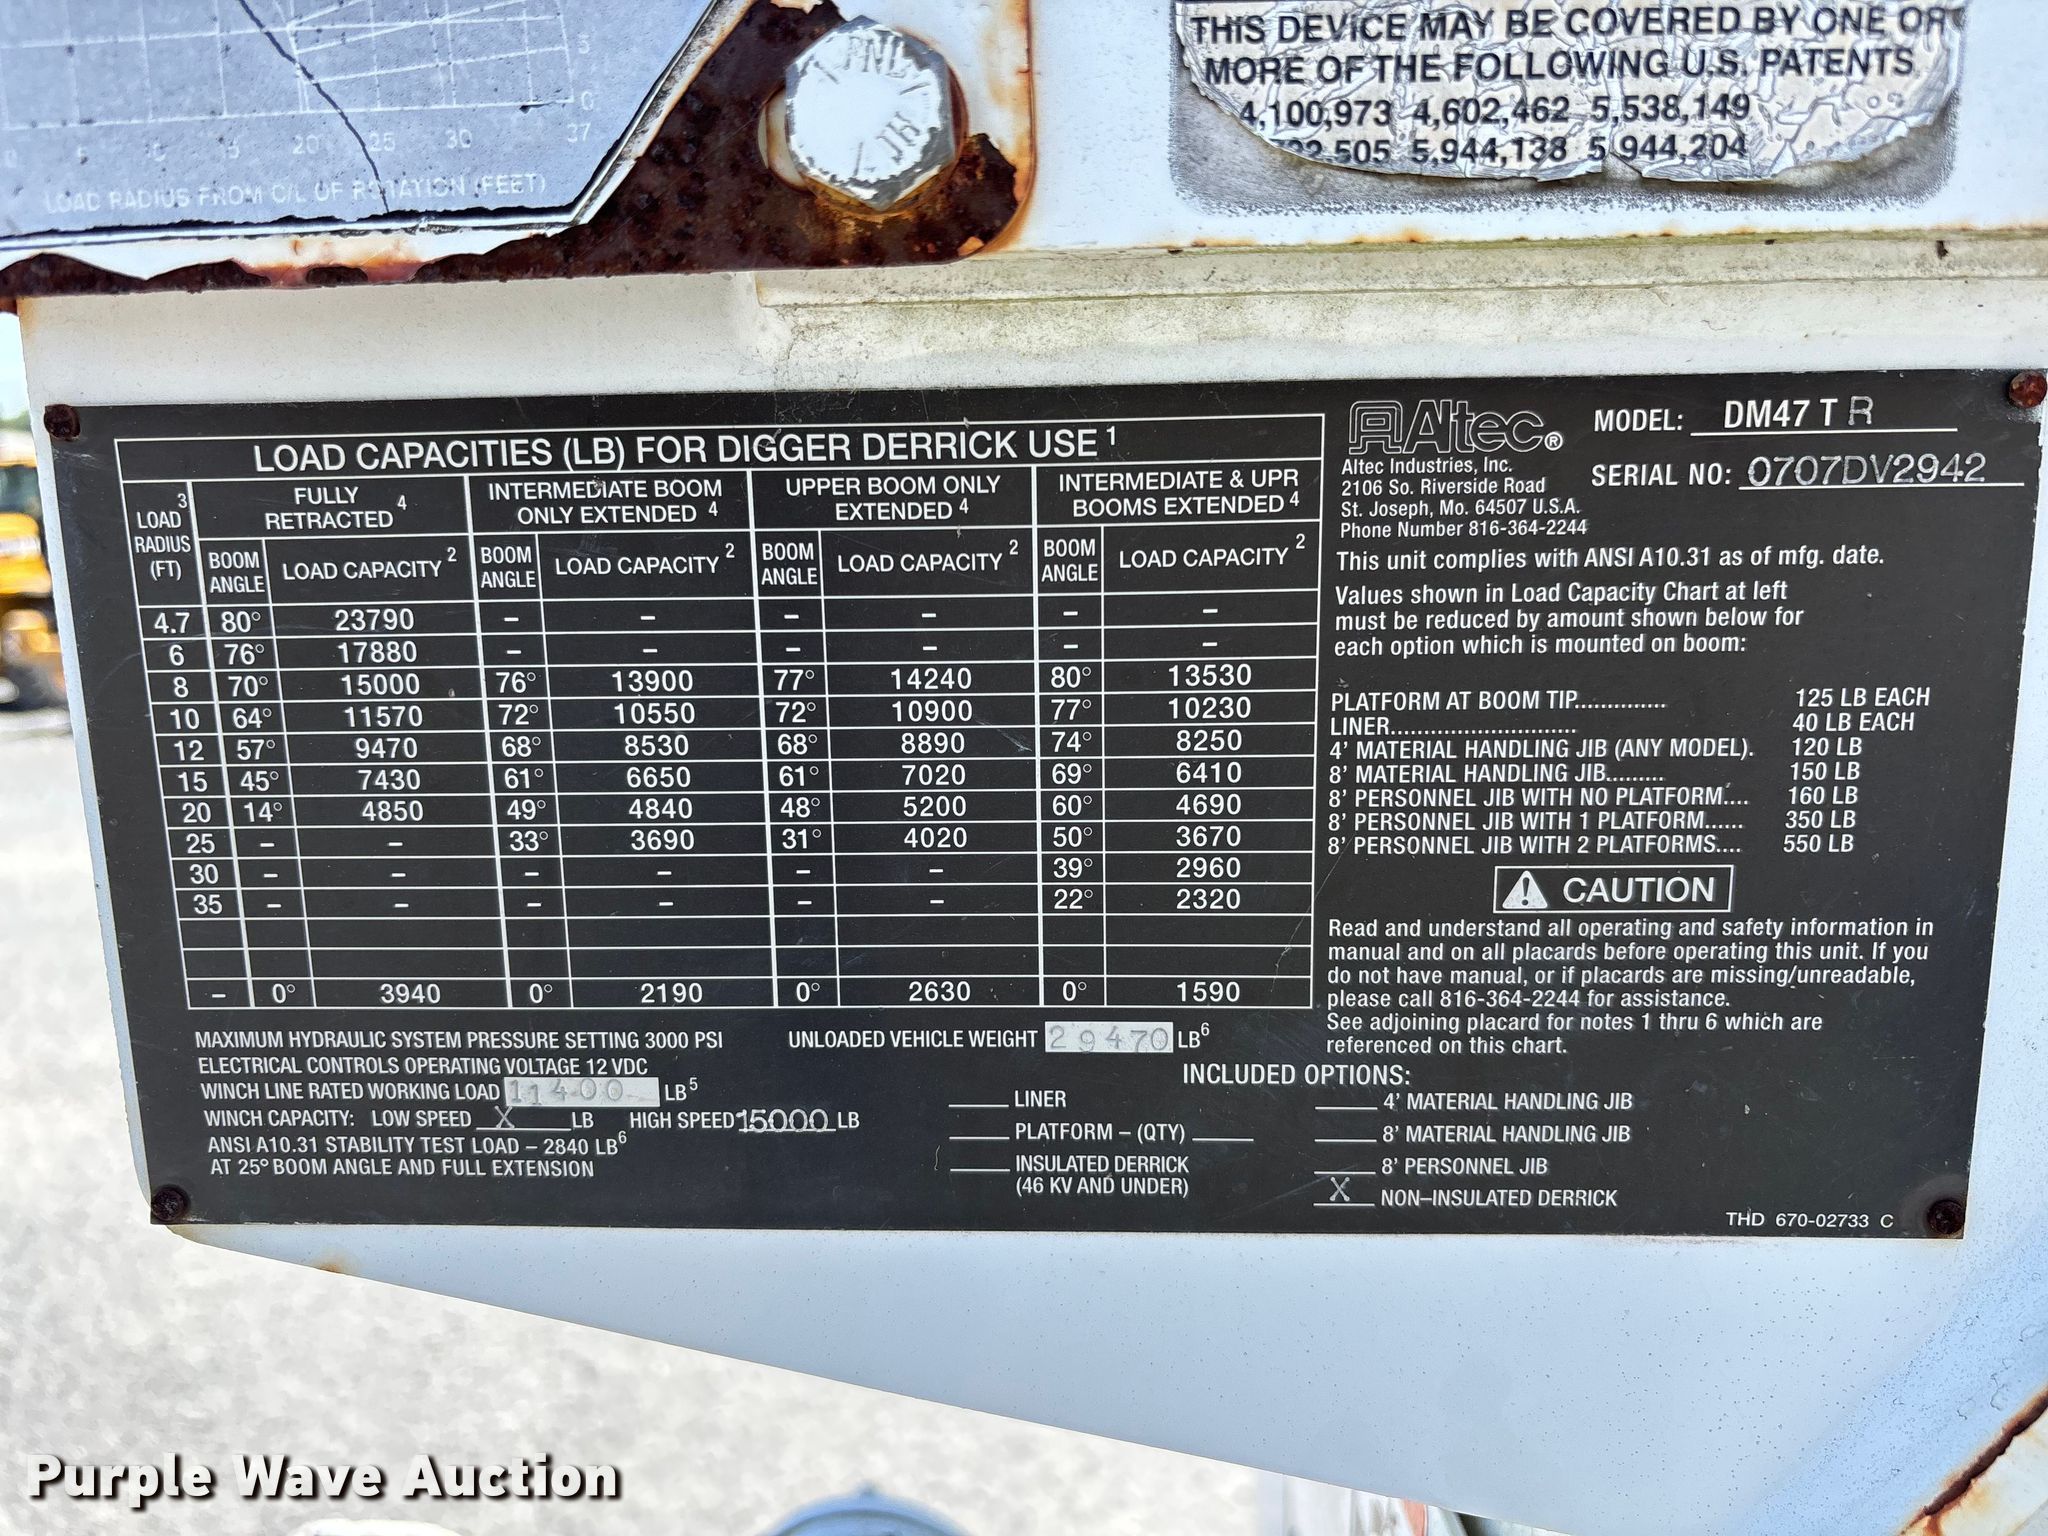 5
0
5 10 15 20 25 30 37
LOAD RADIUS FROM C/L OF ROTATION (FEET)
JH
THIS DEVICE MAY BE COVERED BY ONE OR
MORE OF THE FOLLOWING U.S. PATENTS
4,100,973 4,602,462 5,538,149
505 5,944,138 5,944,204
LOAD CAPACITIES (LB) FOR DIGGER DERRICK USE 1
LOAD 3 RADIUS (FT)
FULLY RETRACTED 4
INTERMEDIATE BOOM ONLY EXTENDED 4
UPPER BOOM ONLY EXTENDED 4
INTERMEDIATE & UPR BOOMS EXTENDED 4
BOOM ANGLE LOAD CAPACITY 2 BOOM ANGLE LOAD CAPACITY 2 BOOM ANGLE LOAD CAPACITY 2 BOOM ANGLE LOAD CAPACITY 2
4.7 80° 23790 – – – – – –
6 76° 17880 – – – – – –
8 70° 15000 76° 13900 77° 14240 80° 13530
10 64° 11570 72° 10550 72° 10900 77° 10230
12 57° 9470 68° 8530 68° 8890 74° 8250
15 45° 7430 61° 6650 61° 7020 69° 6410
20 14° 4850 49° 4840 48° 5200 60° 4690
25 – – 33° 3690 31° 4020 50° 3670
30 – – – – – – 39° 2960
35 – – – – – – 22° 2320
– 0° 3940 0° 2190 0° 2630 0° 1590
MAXIMUM HYDRAULIC SYSTEM PRESSURE SETTING 3000 PSI
ELECTRICAL CONTROLS OPERATING VOLTAGE 12 VDC
WINCH LINE RATED WORKING LOAD 11400 LB5
WINCH CAPACITY: LOW SPEED X LB HIGH SPEED 15000 LB
ANSI A10.31 STABILITY TEST LOAD – 2840 LB6
AT 25° BOOM ANGLE AND FULL EXTENSION
UNLOADED VEHICLE WEIGHT 29470 LB6
Altec®
Altec Industries, Inc.
2106 So. Riverside Road
St. Joseph, Mo. 64507 U.S.A.
Phone Number 816-364-2244
MODEL: DM47 T R
SERIAL NO: 0707DV2942
This unit complies with ANSI A10.31 as of mfg. date.
Values shown in Load Capacity Chart at left
must be reduced by amount shown below for
each option which is mounted on boom:
PLATFORM AT BOOM TIP.............. 125 LB EACH
LINER............................ 40 LB EACH
4' MATERIAL HANDLING JIB (ANY MODEL). 120 LB
8' MATERIAL HANDLING JIB......... 150 LB
8' PERSONNEL JIB WITH NO PLATFORM.... 160 LB
8' PERSONNEL JIB WITH 1 PLATFORM...... 350 LB
8' PERSONNEL JIB WITH 2 PLATFORMS.... 550 LB
CAUTION
Read and understand all operating and safety information in
manual and on all placards before operating this unit. If you
do not have manual, or if placards are missing/unreadable,
please call 816-364-2244 for assistance.
See adjoining placard for notes 1 thru 6 which are
referenced on this chart.
INCLUDED OPTIONS:
LINER
PLATFORM – (QTY)
INSULATED DERRICK
(46 KV AND UNDER)
4' MATERIAL HANDLING JIB
8' MATERIAL HANDLING JIB
8' PERSONNEL JIB
X NON–INSULATED DERRICK
THD 670-02733 C
Purple Wave Auction